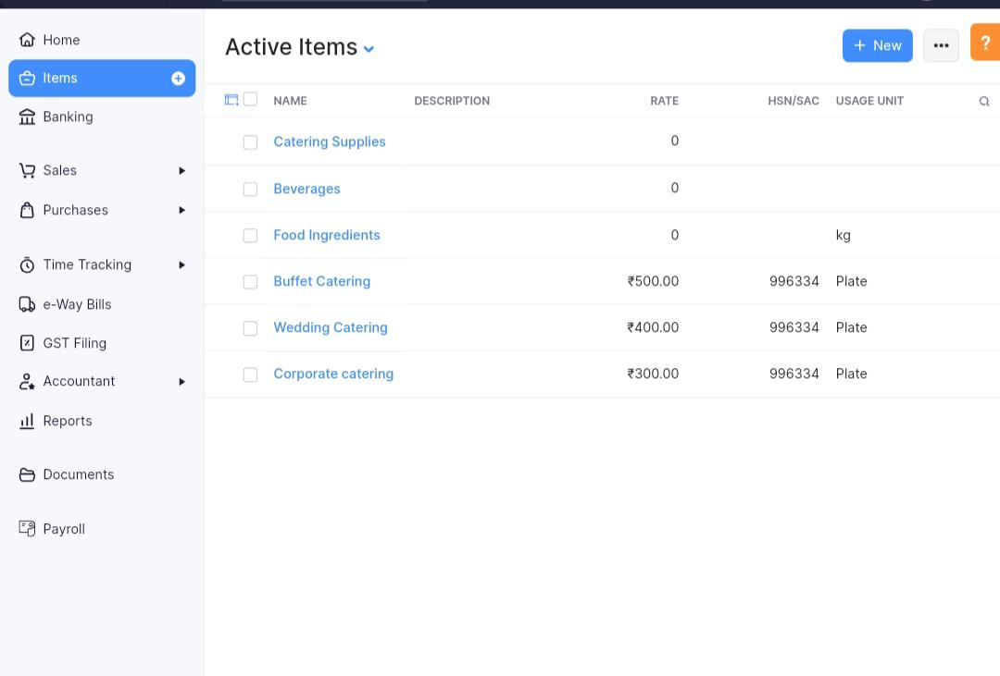 Home
Items
Banking
Sales
Purchases
Time Tracking
e-Way Bills
GST Filing
Accountant
Reports
Documents
Payroll
Active Items
+ New
?
NAME DESCRIPTION RATE HSN/SAC USAGE UNIT
Catering Supplies 0
Beverages 0
Food Ingredients 0 kg
Buffet Catering ₹500.00 996334 Plate
Wedding Catering ₹400.00 996334 Plate
Corporate catering ₹300.00 996334 Plate